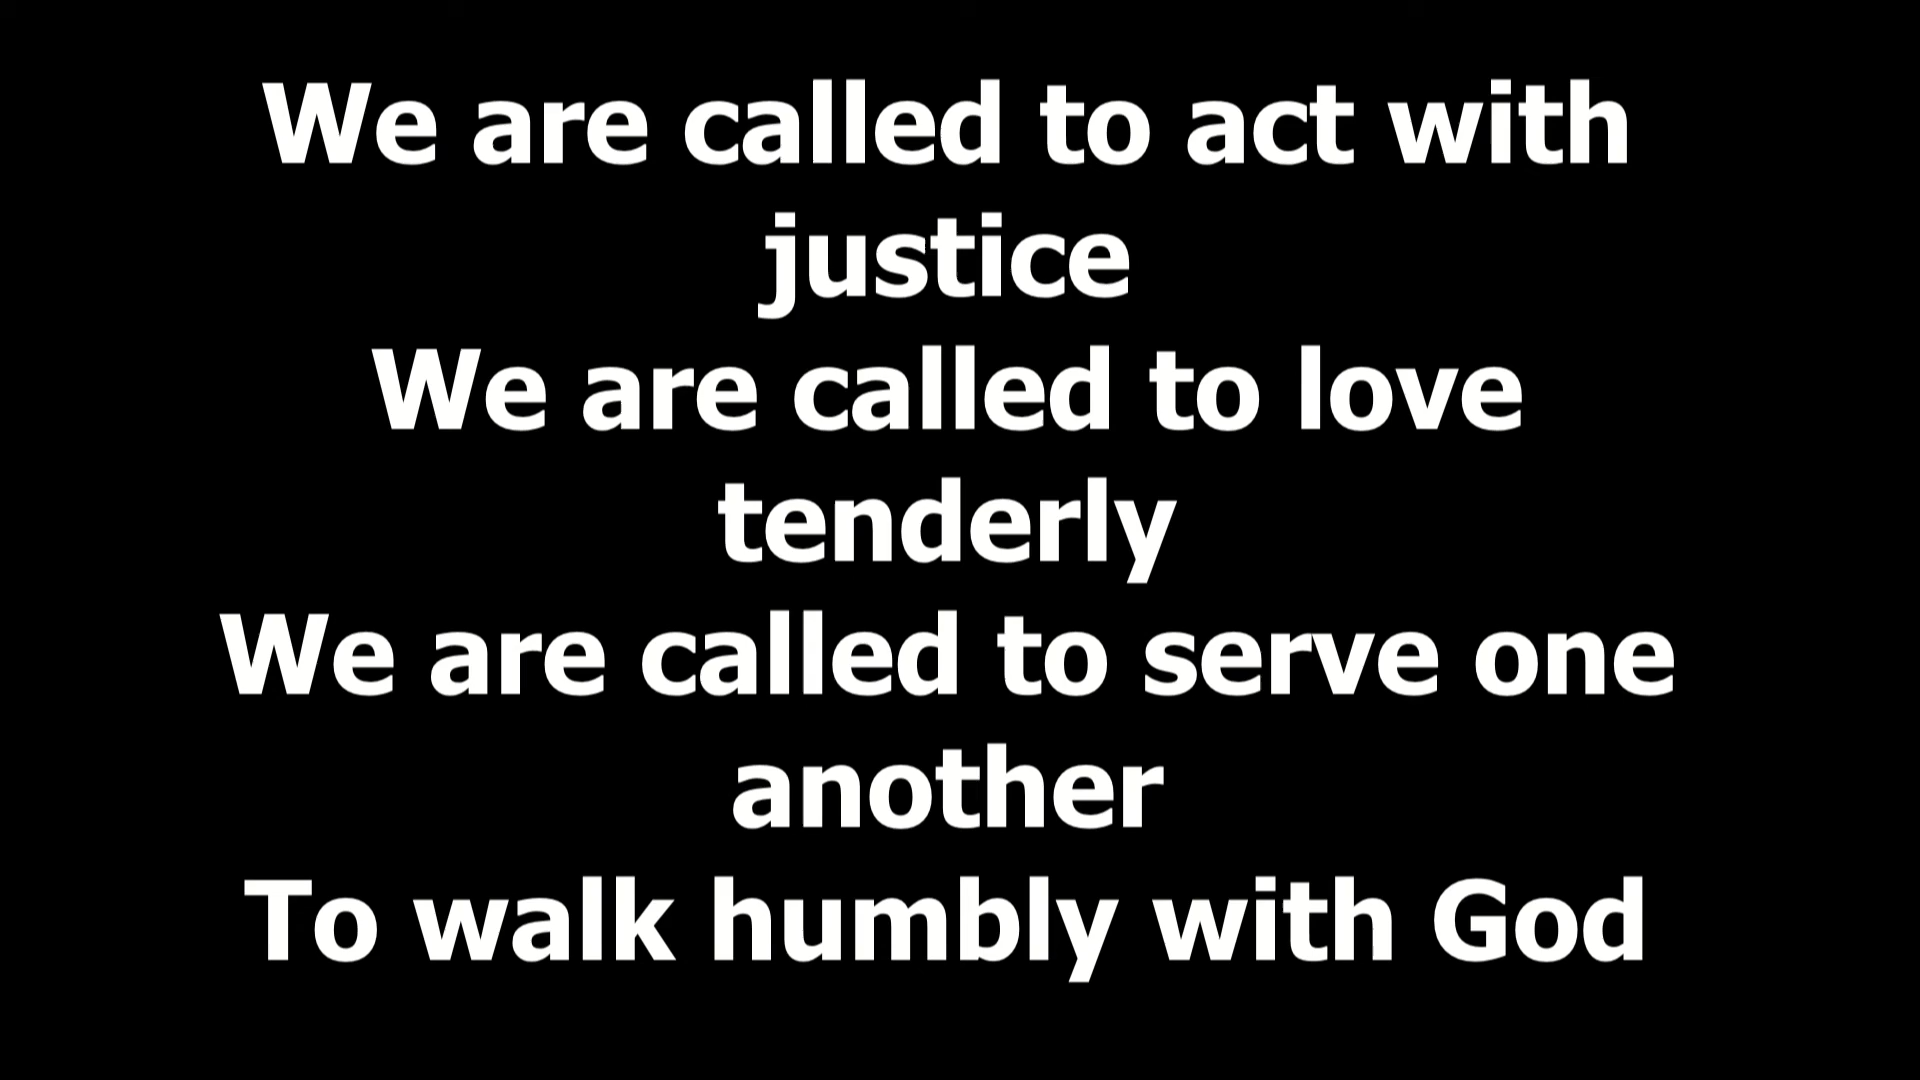 We are called to act with
justice
We are called to love
tenderly
We are called to serve one
another
To walk humbly with God